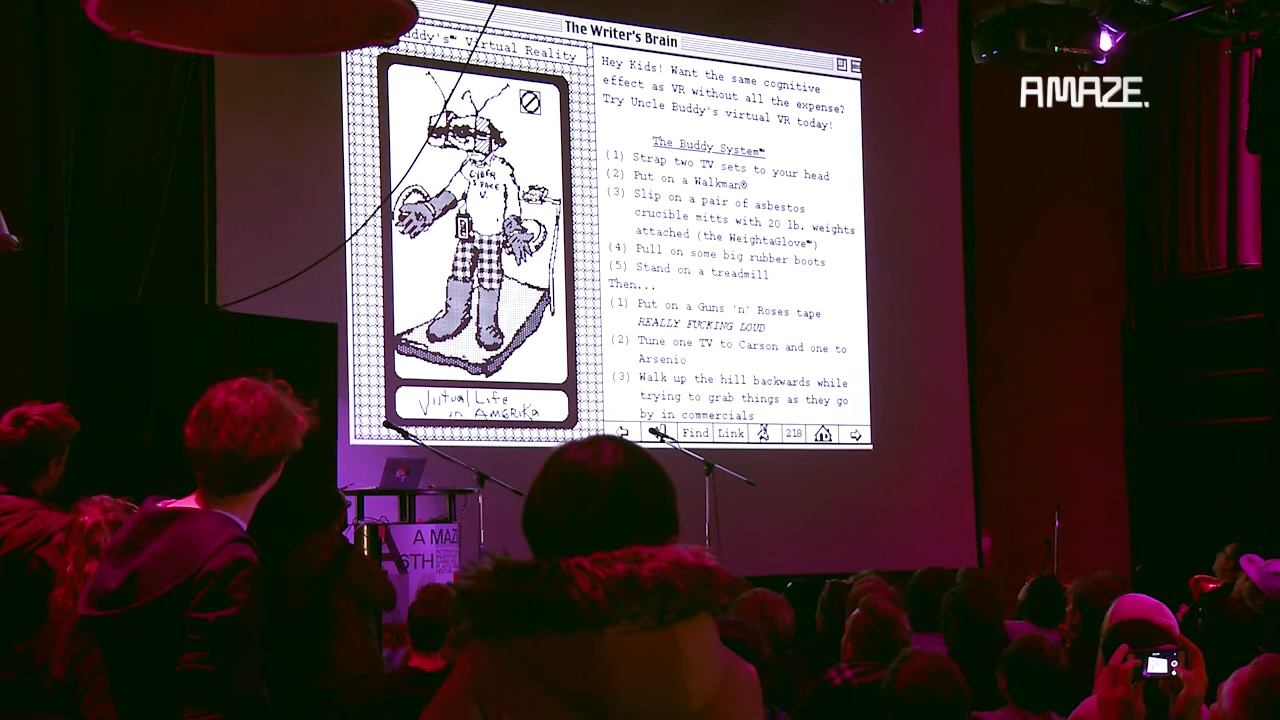 The Writer's Brain
Buddy's™ Virtual Reality
Hey Kids! Want the same cognitive
effect as VR without all the expense?
Try Uncle Buddy's virtual VR today!
The Buddy System™
(1) Strap two TV sets to your head
(2) Put on a Walkman®
(3) Slip on a pair of asbestos
crucible mitts with 20 lb. weights
attached (the WeightaGlove™)
(4) Pull on some big rubber boots
(5) Stand on a treadmill
Then...
(1) Put on a Guns 'n' Roses tape
REALLY FUCKING LOUD
(2) Tune one TV to Carson and one to
Arsenio
(3) Walk up the hill backwards while
trying to grab things as they go
by in commercials
CYBER
SPACE
Virtual Life
in AMERiKa
Find Link 218
AMAZE.
A MAZE
6TH